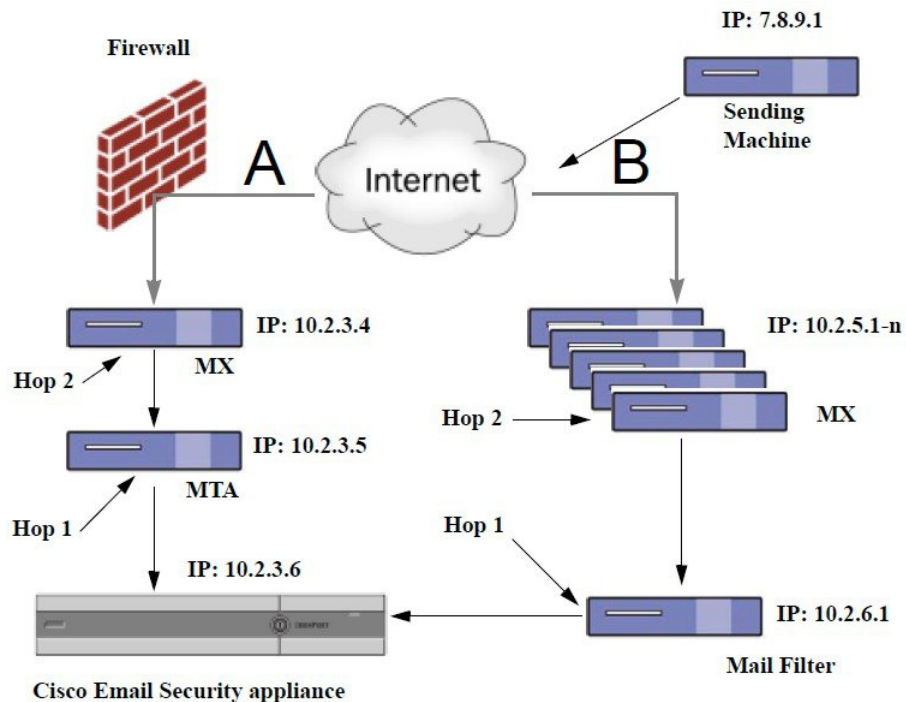 IP: 7.8.9.1
Firewall
Sending
Machine
A
Internet
B
IP: 10.2.3.4
MX
Hop 2
IP: 10.2.5.1-n
MX
Hop 2
IP: 10.2.3.5
MTA
Hop 1
Hop 1
IP: 10.2.3.6
IP: 10.2.6.1
Mail Filter
Cisco Email Security appliance